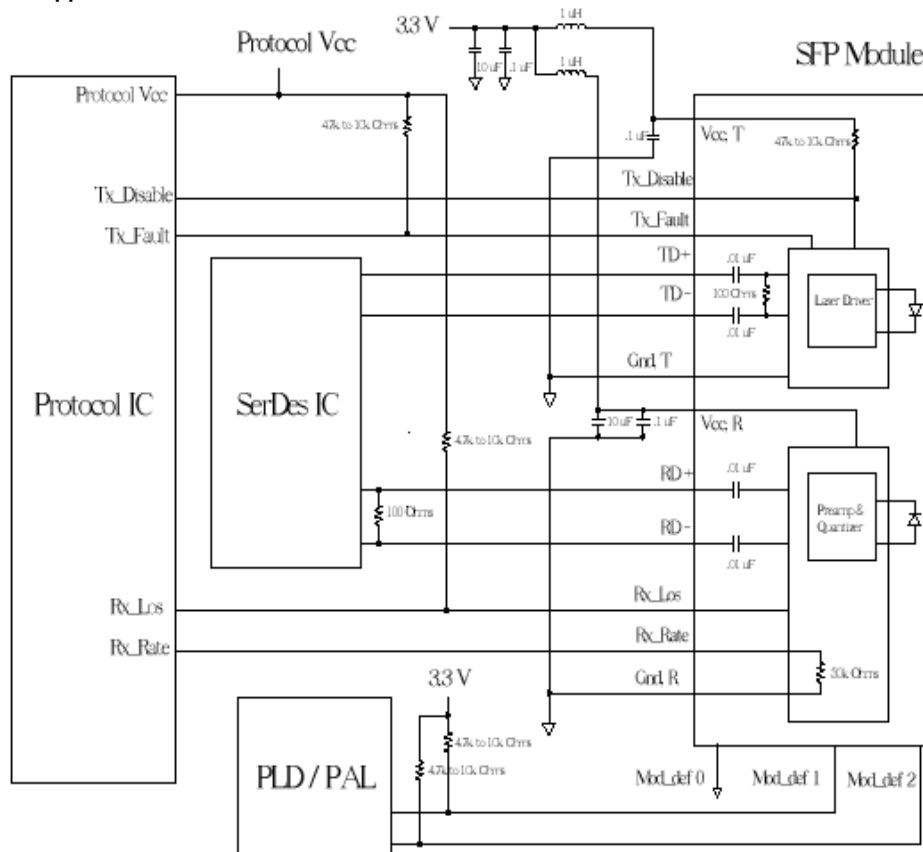 1 uH
3.3 V
Protocol Vcc
10 uF
.1 uF
1 uH
SFP Module
Protocol Vcc
4.7k to 10k Ohms
.1 uF
Vcc, T
4.7k to 10k Ohms
Tx_Disable
Tx_Disable
Tx_Fault
Tx_Fault
TD+
.01 uF
TD-
100 Ohms
Laser Driver
.01 uF
Gnd, T
Protocol IC
SerDes IC
10 uF
.1 uF
Vcc, R
4.7k to 10k Ohms
RD+
.01 uF
100 Ohms
Preamp &
Quantizer
RD-
.01 uF
Rx_Los
Rx_Los
Rx_Rate
Rx_Rate
Gnd, R
3.3 V
4.7k to 10k Ohms
4.7k to 10k Ohms
PLD / PAL
Mod_def 0
Mod_def 1
Mod_def 2